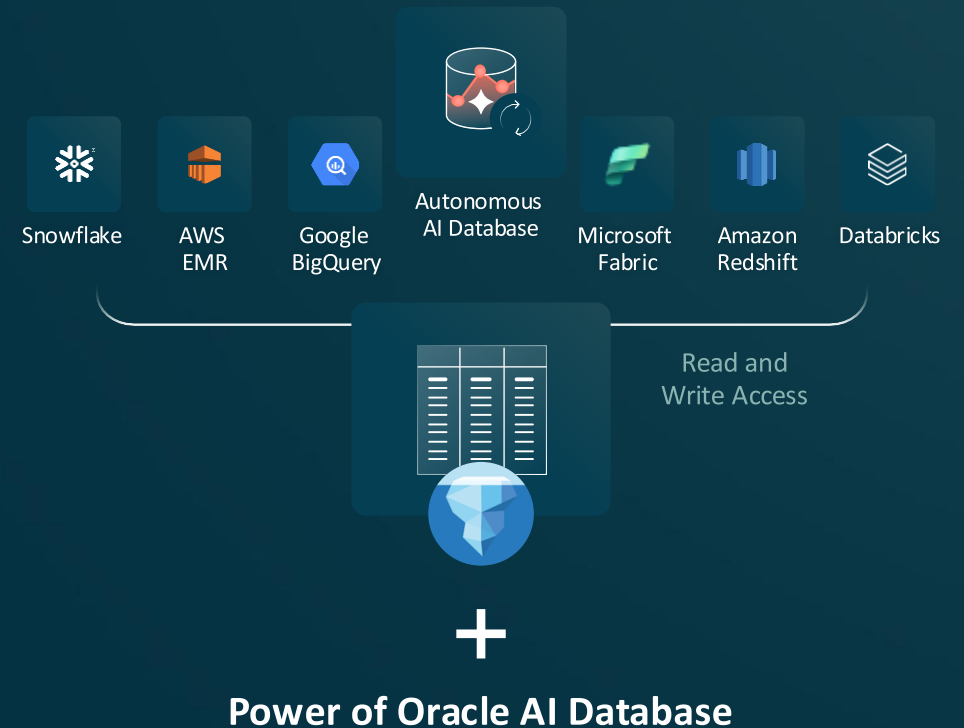 Snowflake
AWS
EMR
Google
BigQuery
Autonomous
AI Database
Microsoft
Fabric
Amazon
Redshift
Databricks
Read and
Write Access
+
Power of Oracle AI Database